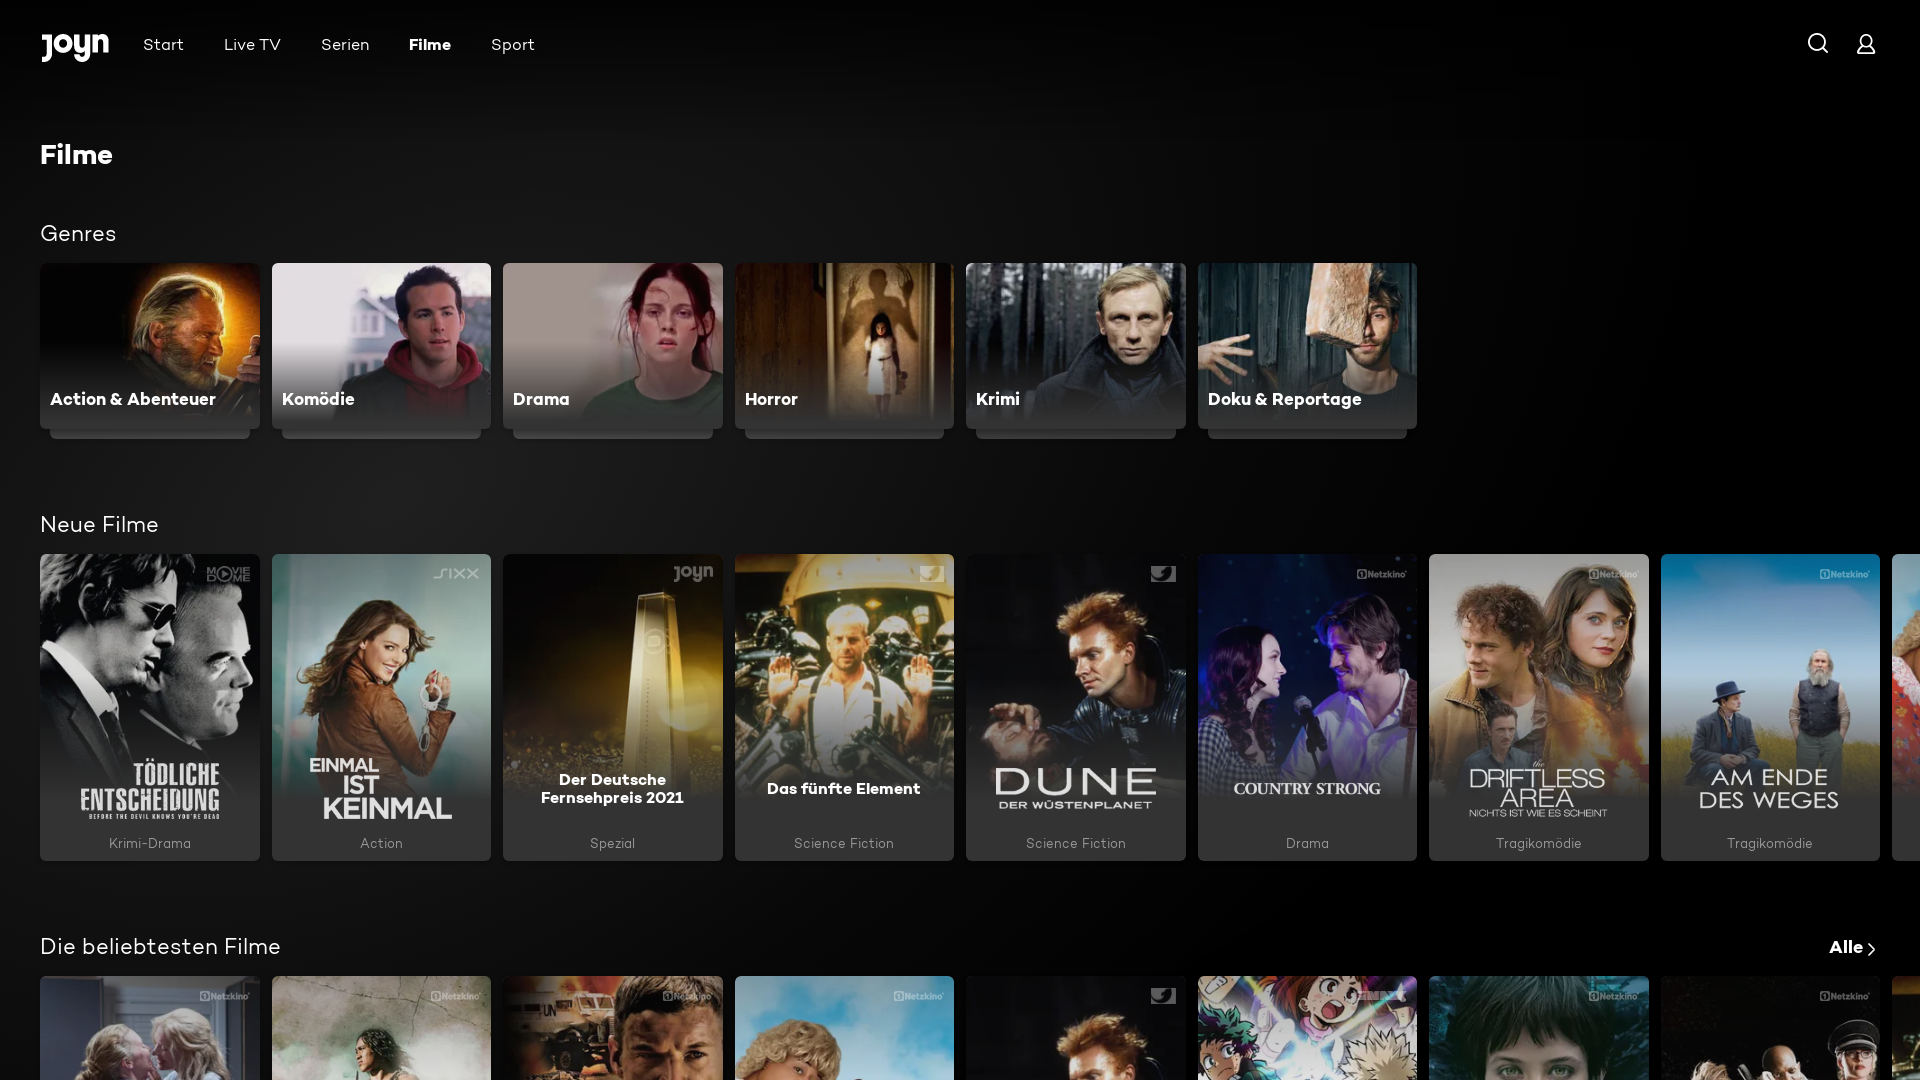 joyn
Start
Live TV
Serien
Filme
Sport
Filme
Genres
Action & Abenteuer
Komödie
Drama
Horror
Krimi
Doku & Reportage
Neue Filme
MOVIE
DOME
TÖDLICHE
ENTSCHEIDUNG
BEFORE THE DEVIL KNOWS YOU'RE DEAD
Krimi-Drama
sixx
EINMAL
IST
KEINMAL
Action
joyn
Der Deutsche
Fernsehpreis 2021
Spezial
Das fünfte Element
Science Fiction
DUNE
DER WÜSTENPLANET
Science Fiction
Netzkino
COUNTRY STRONG
Drama
Netzkino
the
DRIFTLESS
AREA
NICHTS IST WIE ES SCHEINT
Tragikomödie
Netzkino
AM ENDE
DES WEGES
Tragikomödie
Die beliebtesten Filme
Alle
Netzkino
Netzkino
UN
Netzkino
Netzkino
Netzkino
Netzkino